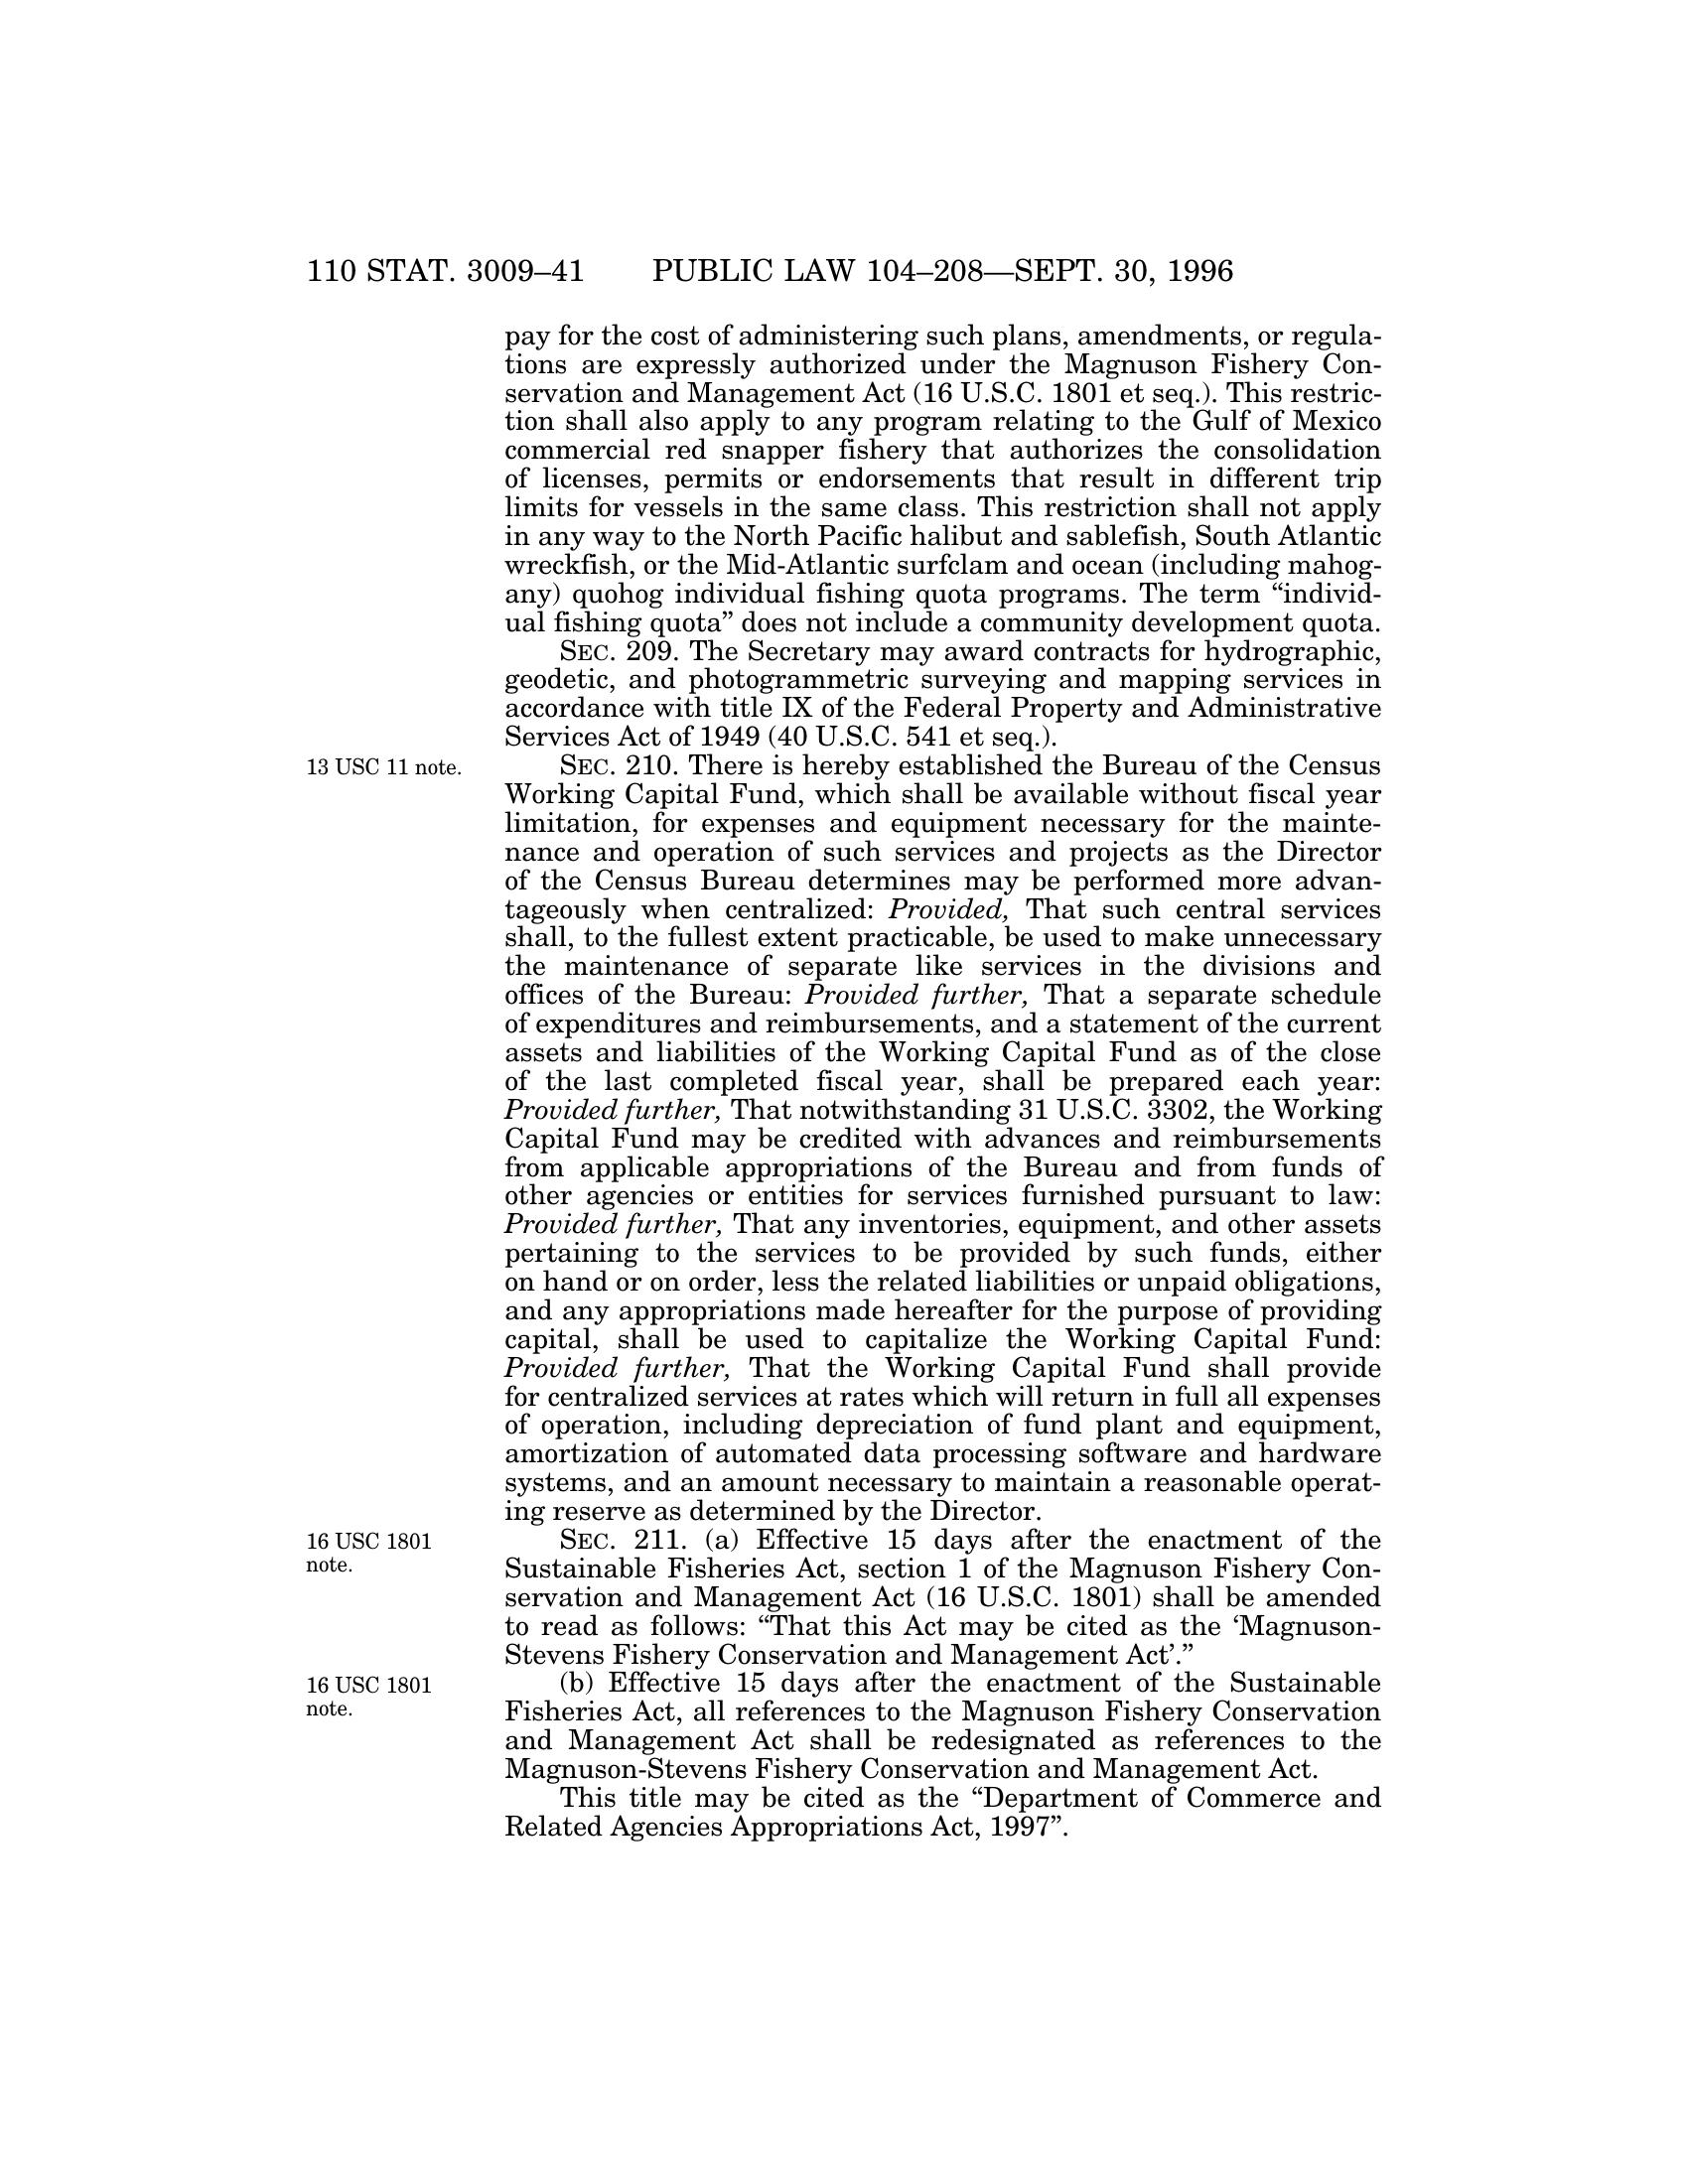 110 STAT. 3009–41 PUBLIC LAW 104–208—SEPT. 30, 1996
pay for the cost of administering such plans, amendments, or regula-
tions are expressly authorized under the Magnuson Fishery Con-
servation and Management Act (16 U.S.C. 1801 et seq.). This restric-
tion shall also apply to any program relating to the Gulf of Mexico
commercial red snapper fishery that authorizes the consolidation
of licenses, permits or endorsements that result in different trip
limits for vessels in the same class. This restriction shall not apply
in any way to the North Pacific halibut and sablefish, South Atlantic
wreckfish, or the Mid-Atlantic surfclam and ocean (including mahog-
any) quohog individual fishing quota programs. The term “individ-
ual fishing quota” does not include a community development quota.
SEC. 209. The Secretary may award contracts for hydrographic,
geodetic, and photogrammetric surveying and mapping services in
accordance with title IX of the Federal Property and Administrative
Services Act of 1949 (40 U.S.C. 541 et seq.).
13 USC 11 note.
SEC. 210. There is hereby established the Bureau of the Census
Working Capital Fund, which shall be available without fiscal year
limitation, for expenses and equipment necessary for the mainte-
nance and operation of such services and projects as the Director
of the Census Bureau determines may be performed more advan-
tageously when centralized: Provided, That such central services
shall, to the fullest extent practicable, be used to make unnecessary
the maintenance of separate like services in the divisions and
offices of the Bureau: Provided further, That a separate schedule
of expenditures and reimbursements, and a statement of the current
assets and liabilities of the Working Capital Fund as of the close
of the last completed fiscal year, shall be prepared each year:
Provided further, That notwithstanding 31 U.S.C. 3302, the Working
Capital Fund may be credited with advances and reimbursements
from applicable appropriations of the Bureau and from funds of
other agencies or entities for services furnished pursuant to law:
Provided further, That any inventories, equipment, and other assets
pertaining to the services to be provided by such funds, either
on hand or on order, less the related liabilities or unpaid obligations,
and any appropriations made hereafter for the purpose of providing
capital, shall be used to capitalize the Working Capital Fund:
Provided further, That the Working Capital Fund shall provide
for centralized services at rates which will return in full all expenses
of operation, including depreciation of fund plant and equipment,
amortization of automated data processing software and hardware
systems, and an amount necessary to maintain a reasonable operat-
ing reserve as determined by the Director.
16 USC 1801
note.
SEC. 211. (a) Effective 15 days after the enactment of the
Sustainable Fisheries Act, section 1 of the Magnuson Fishery Con-
servation and Management Act (16 U.S.C. 1801) shall be amended
to read as follows: “That this Act may be cited as the ‘Magnuson-
Stevens Fishery Conservation and Management Act’.”
16 USC 1801
note.
(b) Effective 15 days after the enactment of the Sustainable
Fisheries Act, all references to the Magnuson Fishery Conservation
and Management Act shall be redesignated as references to the
Magnuson-Stevens Fishery Conservation and Management Act.
This title may be cited as the “Department of Commerce and
Related Agencies Appropriations Act, 1997”.